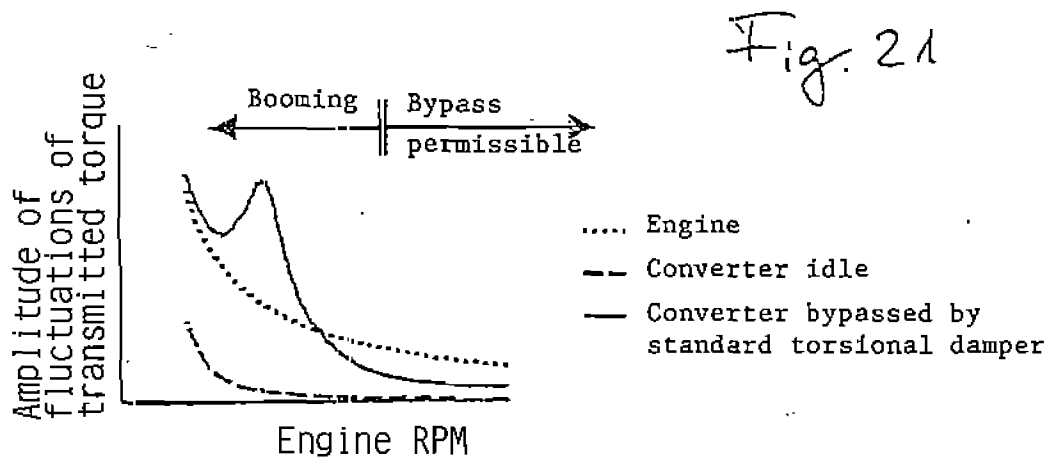 Fig. 21
Booming
Bypass
permissible
Amplitude of
fluctuations of
transmitted torque
Engine
Converter idle
Converter bypassed by
standard torsional damper
Engine RPM